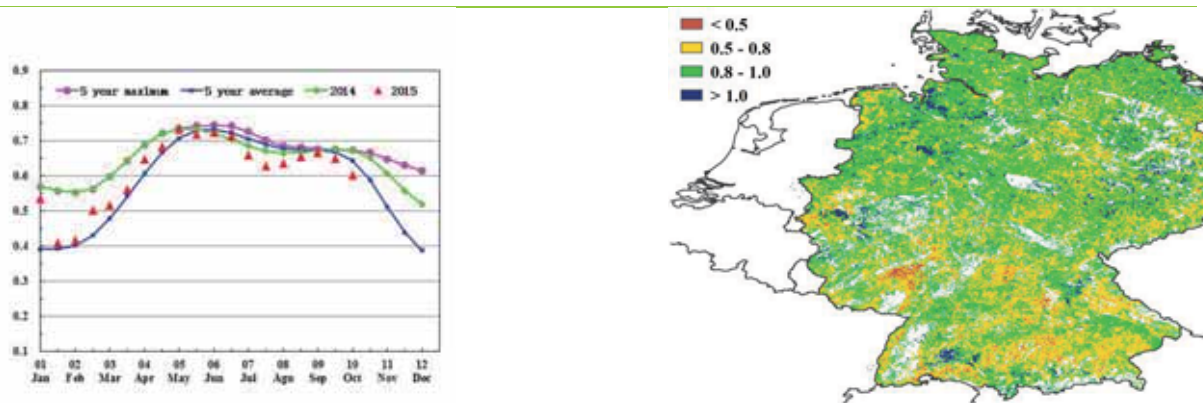 0.9
5 year maximum 5 year average 2014 2015
0.8
0.7
0.6
0.5
0.4
0.3
0.2
0.1
01 02 03 04 05 06 07 08 09 10 11 12
Jan Feb Mar Apr May Jun Jul Agu Sep Oct Nov Dec
< 0.5
0.5 - 0.8
0.8 - 1.0
> 1.0